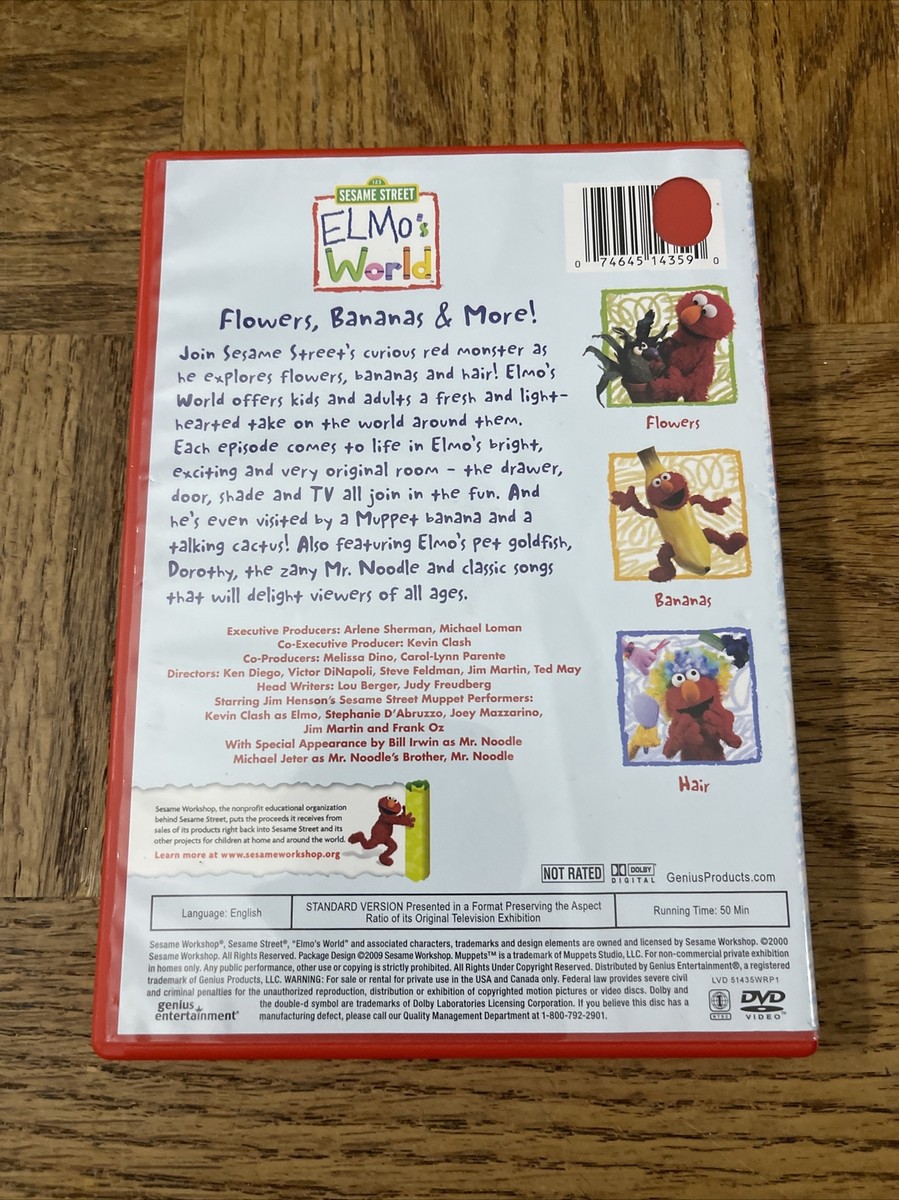 123
SESAME STREET
ELMO's
World
0 74645 14359 0
Flowers, Bananas & More!
Join Sesame Street's curious red monster as
he explores flowers, bananas and hair! Elmo's
World offers kids and adults a fresh and light-
hearted take on the world around them.
Each episode comes to life in Elmo's bright,
exciting and very original room – the drawer,
door, shade and TV all join in the fun. And
he's even visited by a Muppet banana and a
talking cactus! Also featuring Elmo's pet goldfish,
Dorothy, the zany Mr. Noodle and classic songs
that will delight viewers of all ages.
Flowers
Bananas
Hair
Executive Producers: Arlene Sherman, Michael Loman
Co-Executive Producer: Kevin Clash
Co-Producers: Melissa Dino, Carol-Lynn Parente
Directors: Ken Diego, Victor DiNapoli, Steve Feldman, Jim Martin, Ted May
Head Writers: Lou Berger, Judy Freudberg
Starring Jim Henson's Sesame Street Muppet Performers:
Kevin Clash as Elmo, Stephanie D'Abruzzo, Joey Mazzarino,
Jim Martin and Frank Oz
With Special Appearance by Bill Irwin as Mr. Noodle
Michael Jeter as Mr. Noodle's Brother, Mr. Noodle
Sesame Workshop, the nonprofit educational organization
behind Sesame Street, puts the proceeds it receives from
sales of its products right back into Sesame Street and its
other projects for children at home and around the world.
Learn more at www.sesameworkshop.org
NOT RATED
DOLBY
DIGITAL
GeniusProducts.com
Language: English
STANDARD VERSION Presented in a Format Preserving the Aspect
Ratio of its Original Television Exhibition
Running Time: 50 Min
Sesame Workshop®, Sesame Street®, "Elmo's World" and associated characters, trademarks and design elements are owned and licensed by Sesame Workshop. ©2000
Sesame Workshop. All Rights Reserved. Package Design ©2009 Sesame Workshop. Muppets™ is a trademark of Muppets Studio, LLC. For non-commercial private exhibition
in homes only. Any public performance, other use or copying is strictly prohibited. All Rights Under Copyright Reserved. Distributed by Genius Entertainment®, a registered
trademark of Genius Products, LLC. WARNING: For sale or rental for private use in the USA and Canada only. Federal law provides severe civil
and criminal penalties for the unauthorized reproduction, distribution or exhibition of copyrighted motion pictures or video discs. Dolby and
the double-d symbol are trademarks of Dolby Laboratories Licensing Corporation. If you believe this disc has a
manufacturing defect, please call our Quality Management Department at 1-800-792-2901.
LVD 51435WRP1
genius
entertainment®
1
NTSC
DVD
VIDEO™